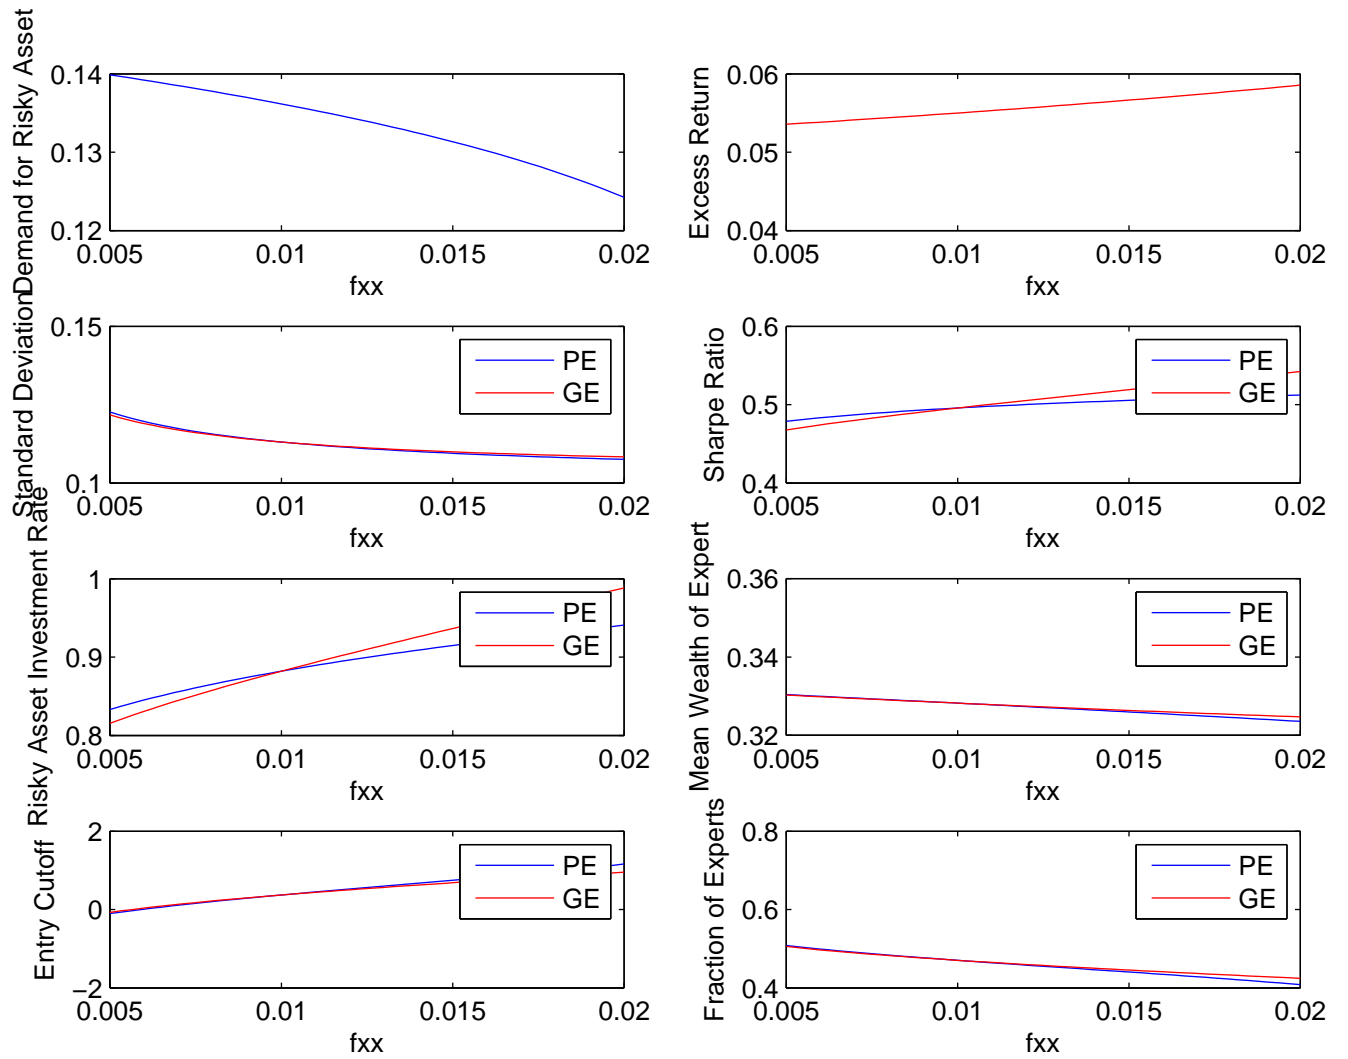 Demand for Risky Asset
0.14
0.13
0.12
0.005
0.01
0.015
0.02
fxx
Excess Return
0.06
0.05
0.04
0.005
0.01
0.015
0.02
fxx
Standard Deviation
0.15
0.1
0.005
0.01
0.015
0.02
fxx
PE
GE
Sharpe Ratio
0.6
0.5
0.4
0.005
0.01
0.015
0.02
fxx
PE
GE
Risky Asset Investment Rate
1
0.9
0.8
0.005
0.01
0.015
0.02
fxx
PE
GE
Mean Wealth of Expert
0.36
0.34
0.32
0.005
0.01
0.015
0.02
fxx
PE
GE
Entry Cutoff
2
0
−2
0.005
0.01
0.015
0.02
fxx
PE
GE
Fraction of Experts
0.8
0.6
0.4
0.005
0.01
0.015
0.02
fxx
PE
GE